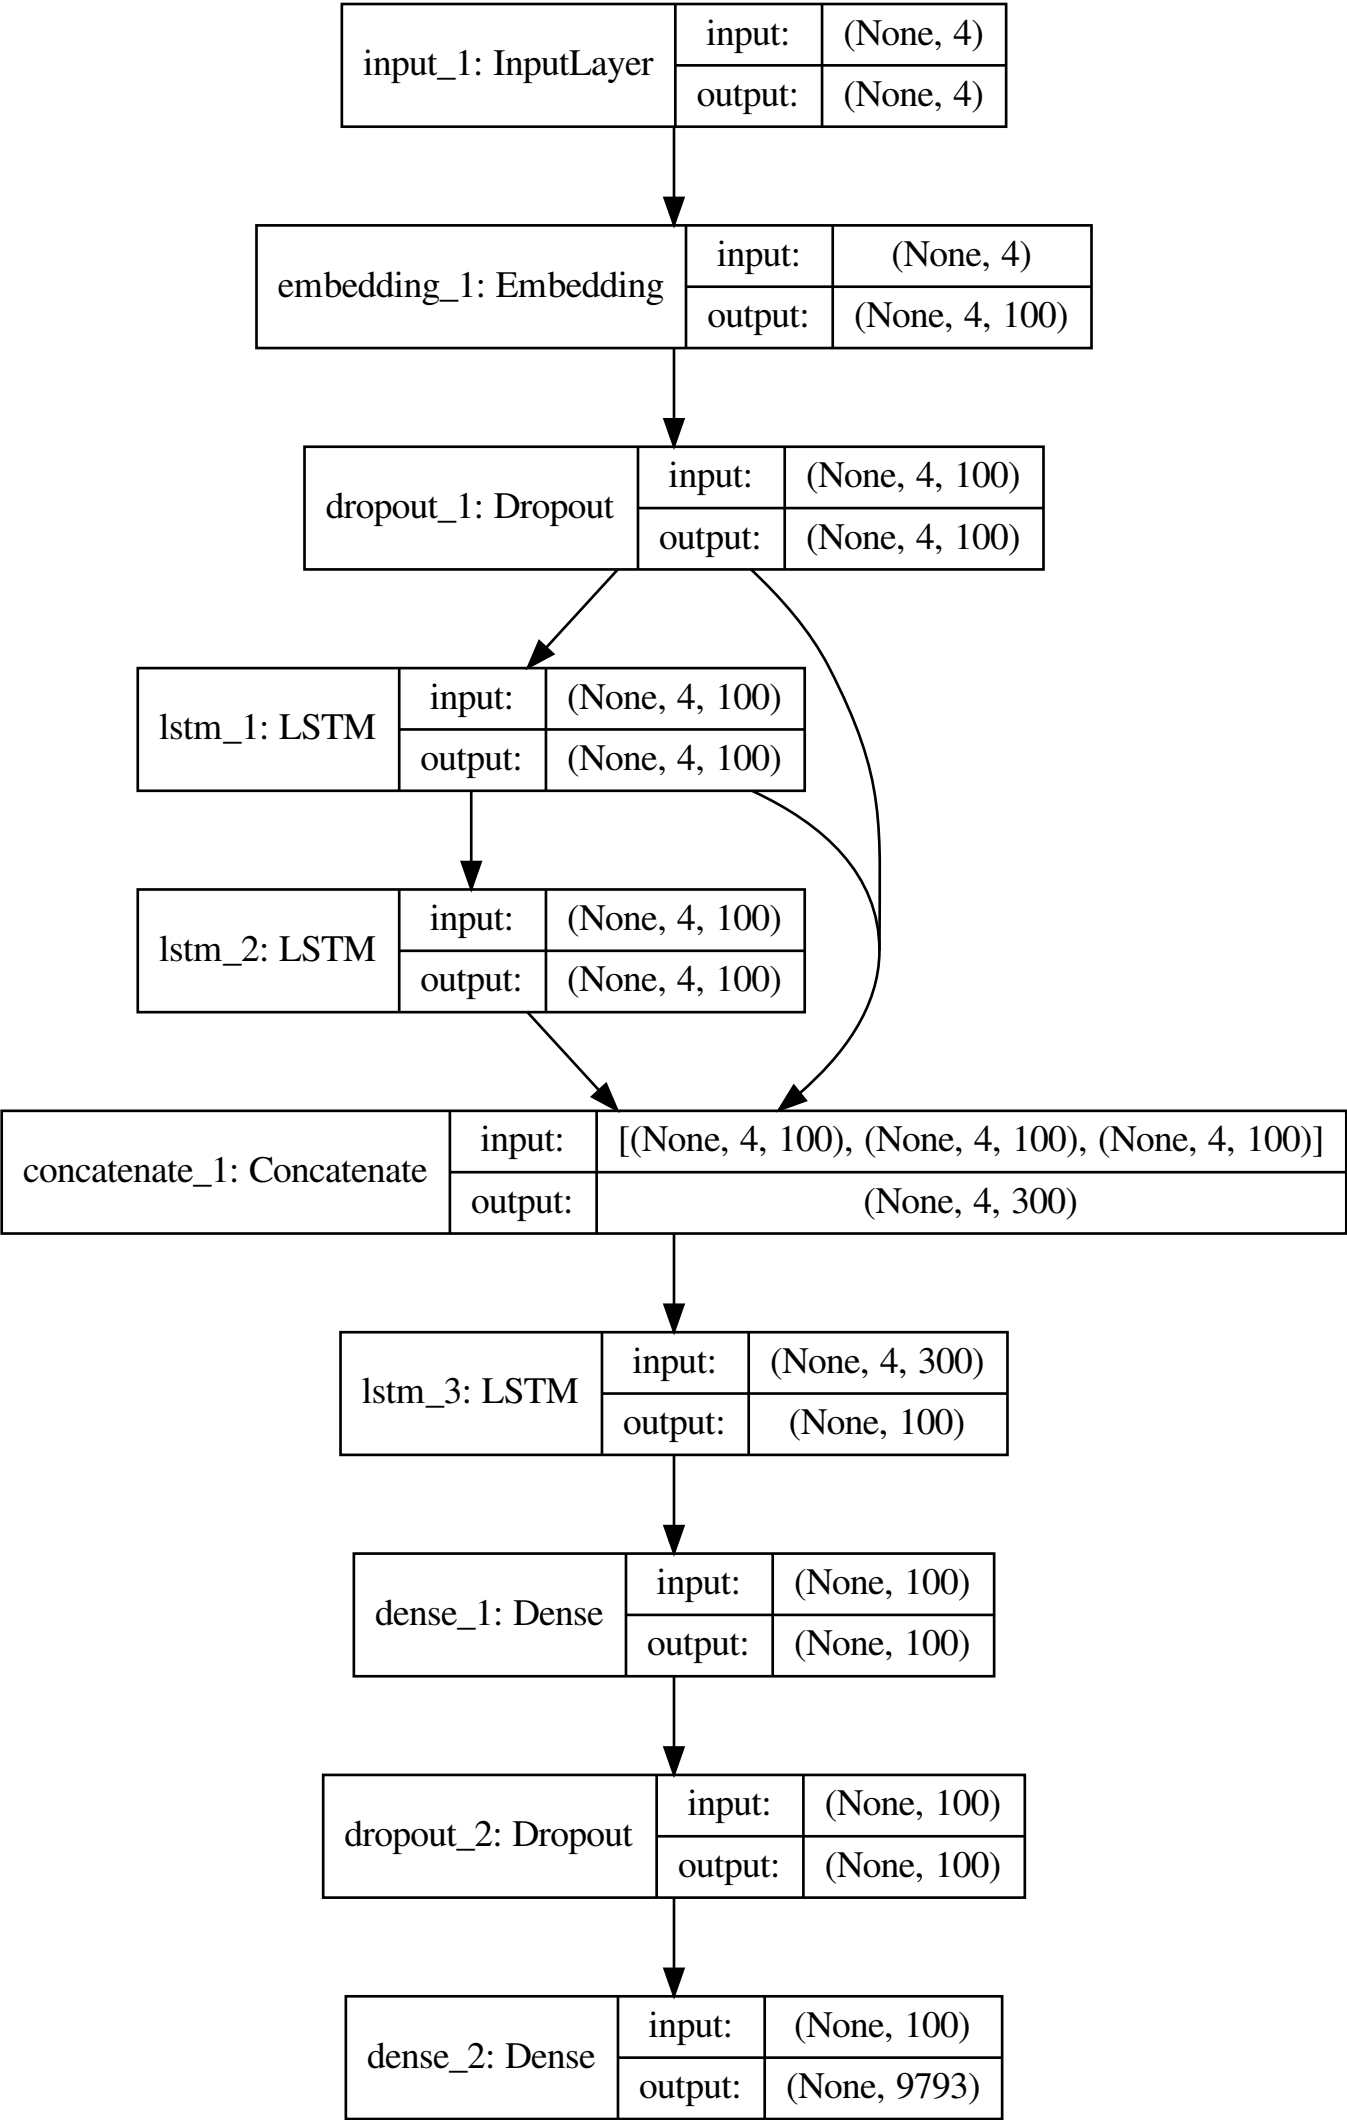 input_1: InputLayer
input: (None, 4)
output: (None, 4)
embedding_1: Embedding
input: (None, 4)
output: (None, 4, 100)
dropout_1: Dropout
input: (None, 4, 100)
output: (None, 4, 100)
lstm_1: LSTM
input: (None, 4, 100)
output: (None, 4, 100)
lstm_2: LSTM
input: (None, 4, 100)
output: (None, 4, 100)
concatenate_1: Concatenate
input: [(None, 4, 100), (None, 4, 100), (None, 4, 100)]
output: (None, 4, 300)
lstm_3: LSTM
input: (None, 4, 300)
output: (None, 100)
dense_1: Dense
input: (None, 100)
output: (None, 100)
dropout_2: Dropout
input: (None, 100)
output: (None, 100)
dense_2: Dense
input: (None, 100)
output: (None, 9793)